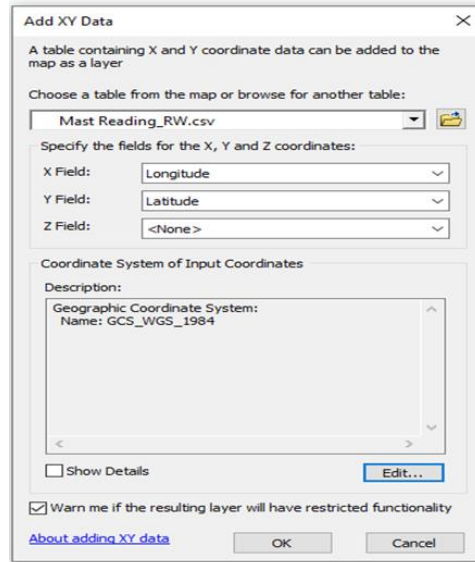 Add XY Data
A table containing X and Y coordinate data can be added to the
map as a layer
Choose a table from the map or browse for another table:
Mast Reading_RW.csv
Specify the fields for the X, Y and Z coordinates:
X Field: Longitude
Y Field: Latitude
Z Field: <None>
Coordinate System of Input Coordinates
Description:
Geographic Coordinate System:
Name: GCS_WGS_1984
Show Details Edit...
Warn me if the resulting layer will have restricted functionality
About adding XY data OK Cancel